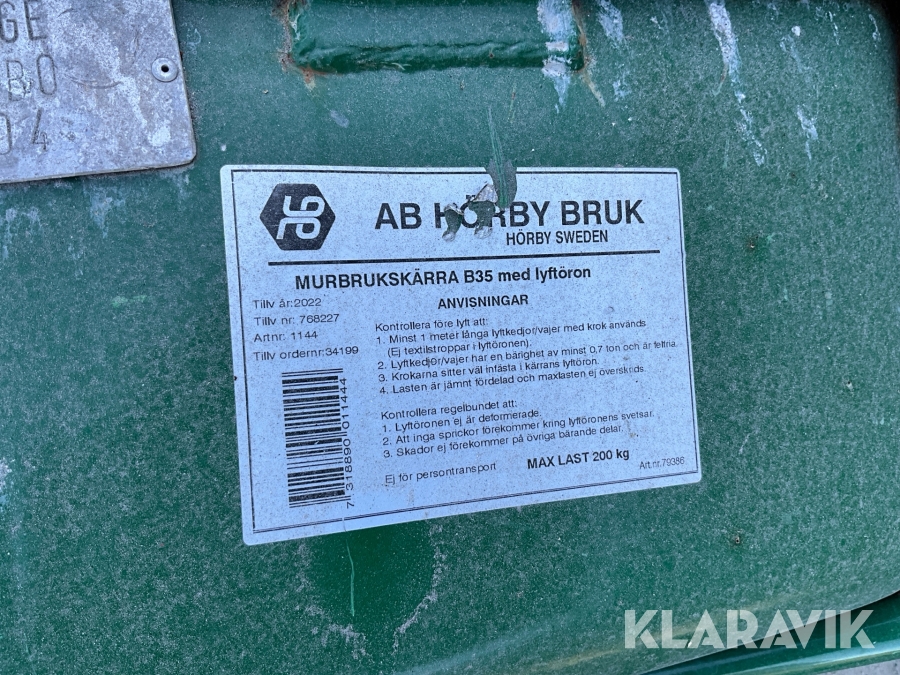 GE
BO
04
AB HÖRBY BRUK
HÖRBY SWEDEN
MURBRUKSKÄRRA B35 med lyftöron
Tillv år:2022
Tillv nr: 768227
Artnr: 1144
Tillv ordernr:34199
7 318890 011444
ANVISNINGAR
Kontrollera före lyft att:
1. Minst 1 meter långa lyftkedjor/vajer med krok används
(Ej textilstroppar i lyftöronen).
2. Lyftkedjor/vajer har en bärighet av minst 0,7 ton och är felfria.
3. Krokarna sitter väl infästa i kärrans lyftöron.
4. Lasten är jämnt fördelad och maxlasten ej överskrids.
Kontrollera regelbundet att:
1. Lyftöronen ej är deformerade.
2. Att inga sprickor förekommer kring lyftöronens svetsar.
3. Skador ej förekommer på övriga bärande delar.
Ej för persontransport
MAX LAST 200 kg
Art.nr.79386
KLARAVIK